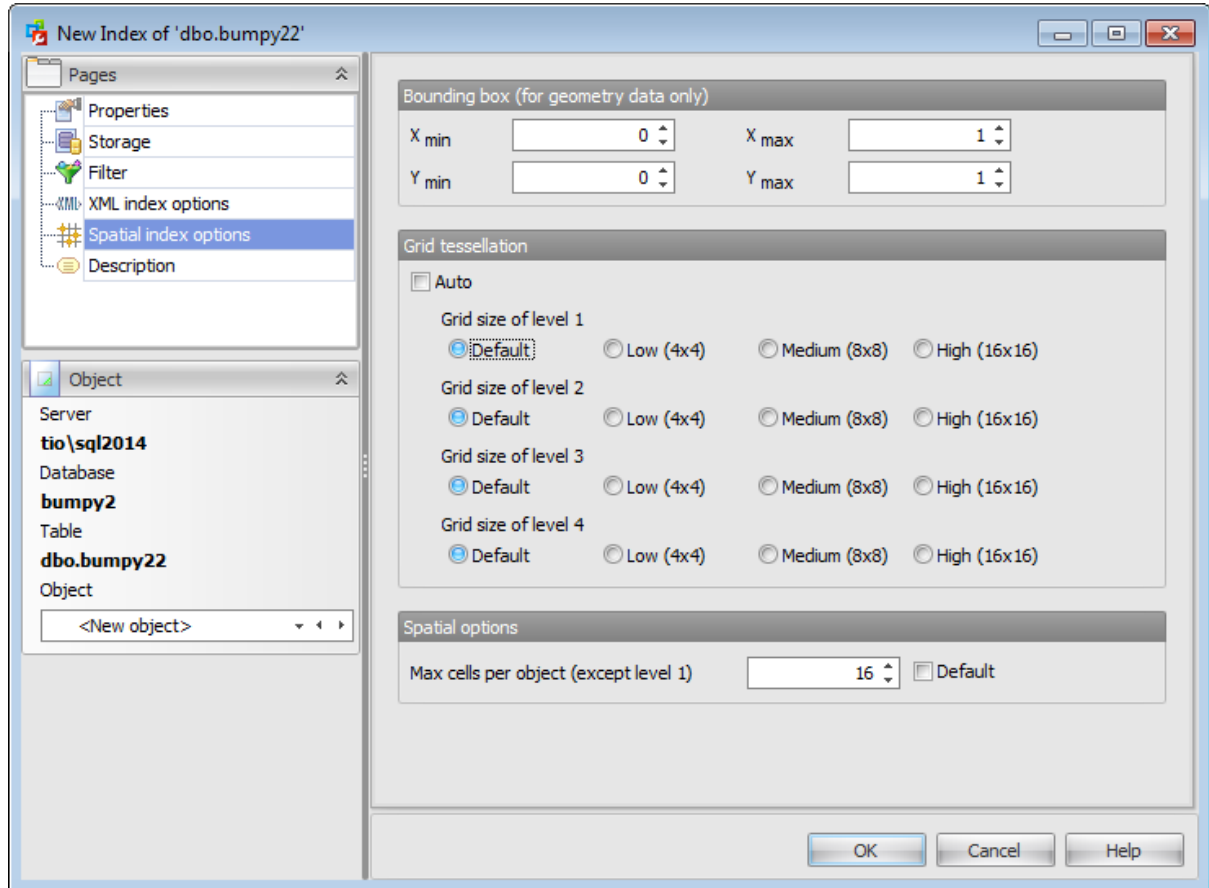 New Index of 'dbo.bumpy22'
Pages
Properties
Storage
Filter
XML XML index options
Spatial index options
Description
Object
Server
tio\sql2014
Database
bumpy2
Table
dbo.bumpy22
Object
<New object>
Bounding box (for geometry data only)
X min 0 X max 1
Y min 0 Y max 1
Grid tessellation
Auto
Grid size of level 1
Default Low (4x4) Medium (8x8) High (16x16)
Grid size of level 2
Default Low (4x4) Medium (8x8) High (16x16)
Grid size of level 3
Default Low (4x4) Medium (8x8) High (16x16)
Grid size of level 4
Default Low (4x4) Medium (8x8) High (16x16)
Spatial options
Max cells per object (except level 1) 16 Default
OK Cancel Help